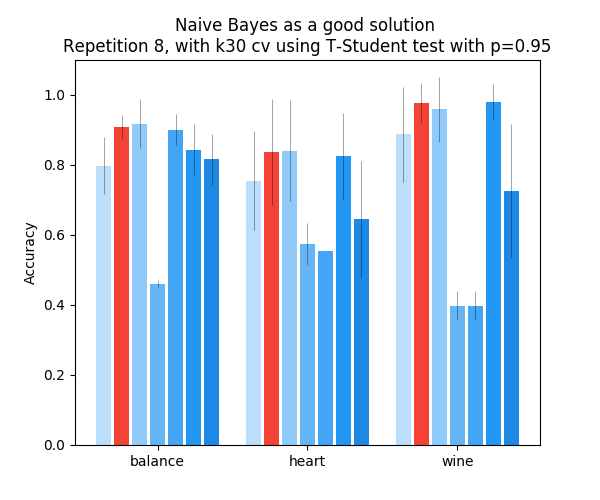 Naive Bayes as a good solution
Repetition 8, with k30 cv using T-Student test with p=0.95
1.0
0.8
0.6
0.4
0.2
0.0
Accuracy
balance
heart
wine